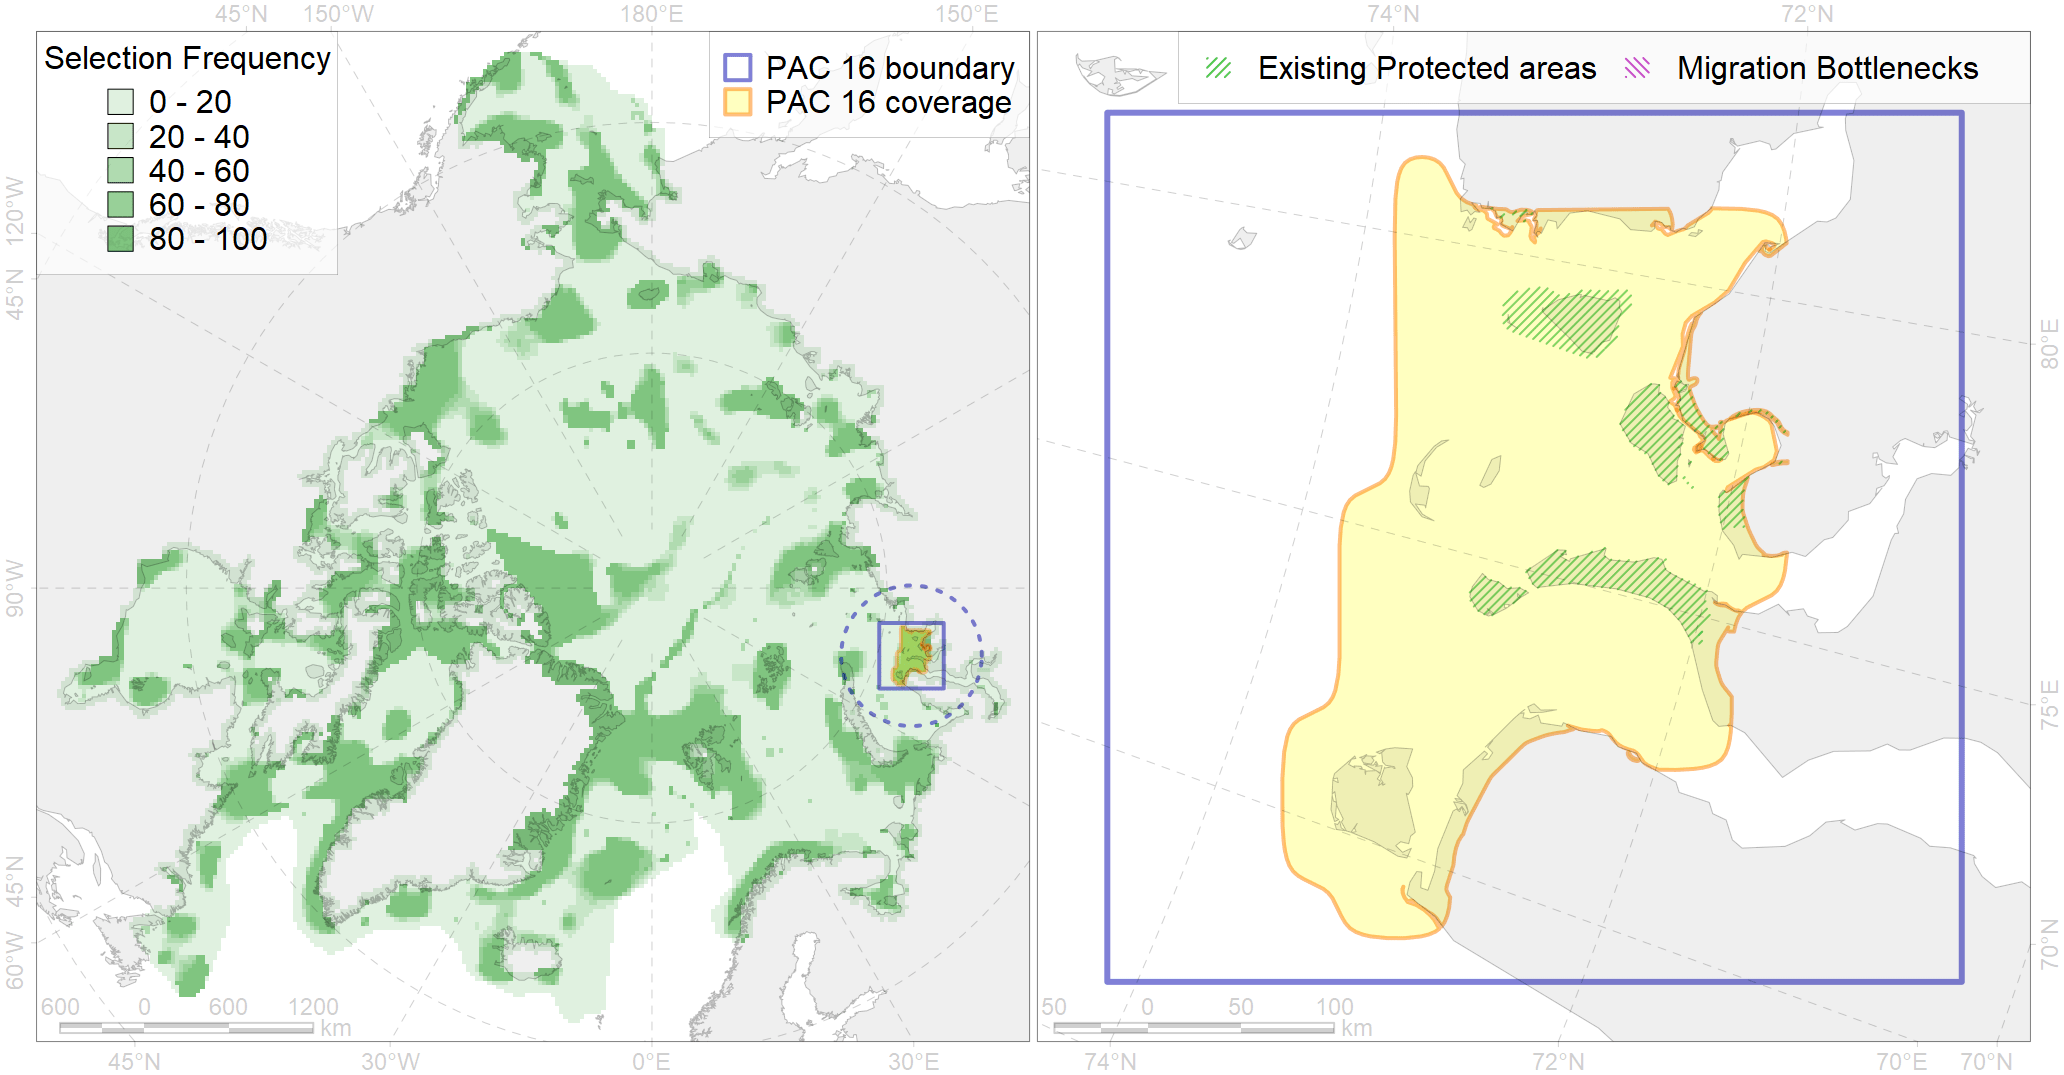 45°N 150°W 180°E 150°E 74°N 72°N
Selection Frequency
0 - 20
20 - 40
40 - 60
60 - 80
80 - 100
PAC 16 boundary
PAC 16 coverage
Existing Protected areas Migration Bottlenecks
120°W
45°N
90°W
45°N
60°W
80°E
75°E
70°N
600 0 600 1200
km
50 0 50 100
km
45°N 30°W 0°E 30°E 74°N 72°N 70°E 70°N